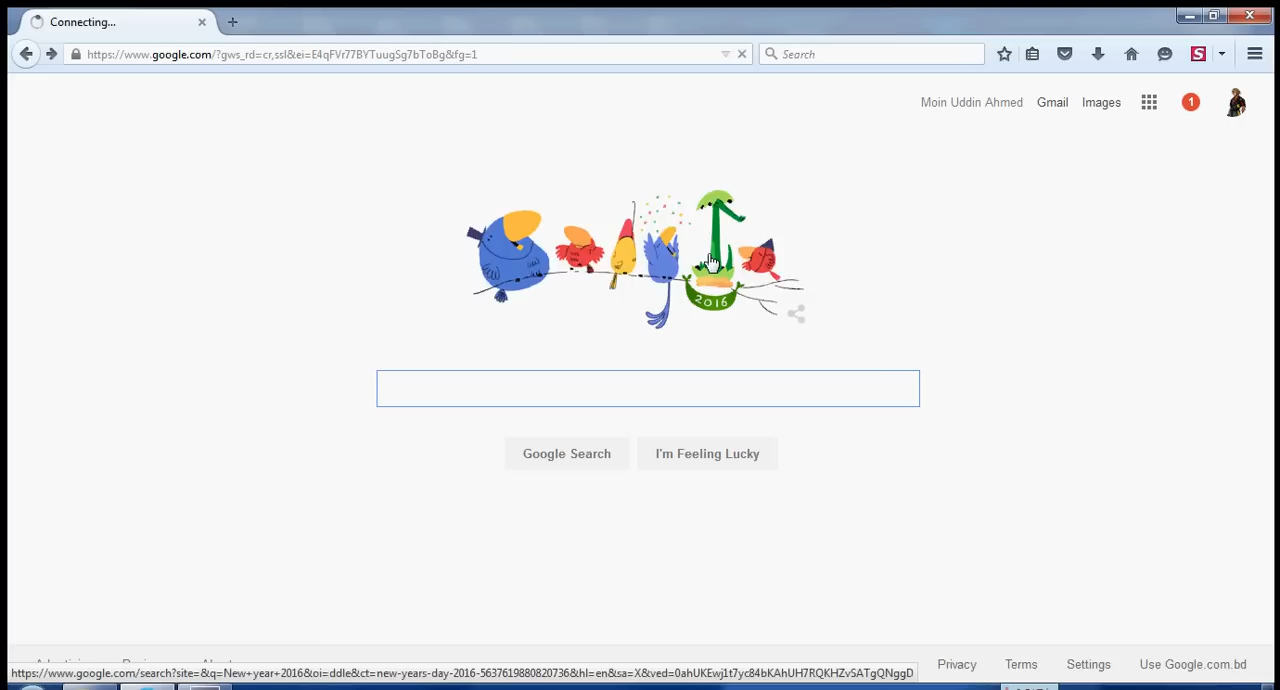 Connecting...
https://www.google.com/?gws_rd=cr,ssl&ei=E4qFVr77BYTuugSg7bToBg&fg=1
Search
S
Moin Uddin Ahmed Gmail Images 1
2016
Google Search I'm Feeling Lucky
Privacy Terms Settings Use Google.com.bd
https://www.google.com/search?site=&q=New+year+2016&oi=ddle&ct=new-years-day-2016-5637619880820736&hl=en&sa=X&ved=0ahUKEwj1t7yc84bKAhUH7RQKHZvSATgQNggD